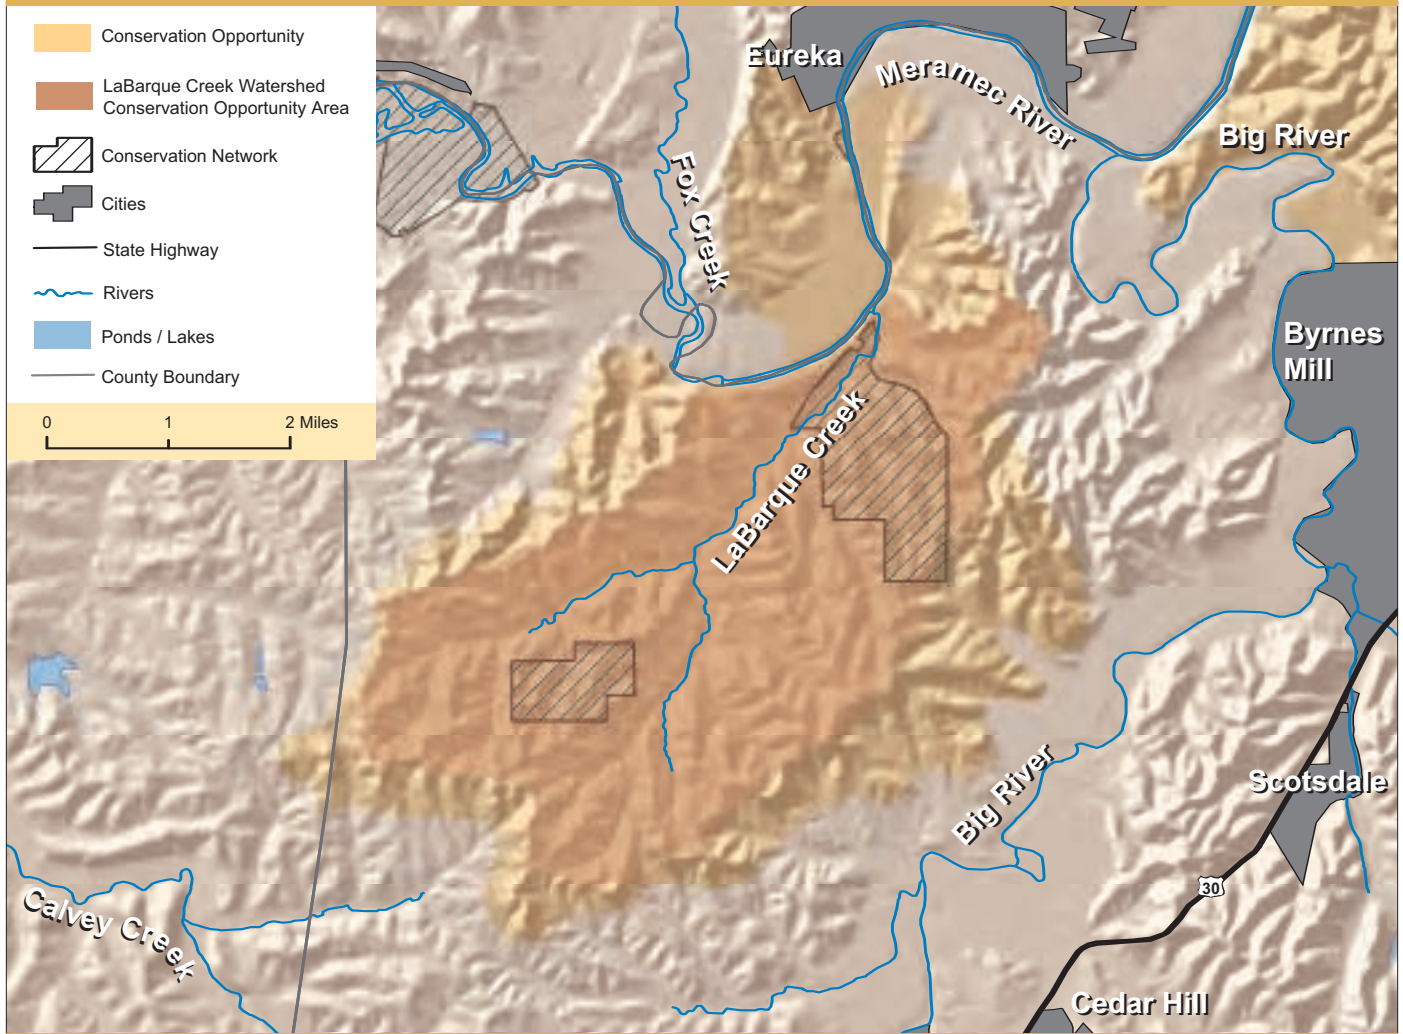 Conservation Opportunity
LaBarque Creek Watershed
Conservation Opportunity Area
Conservation Network
Cities
State Highway
Rivers
Ponds / Lakes
County Boundary
0 1 2 Miles
Eureka
Meramec River
Big River
Fox Creek
Byrnes
Mill
LaBarque Creek
Big River
Scotsdale
30
Calvey Creek
Cedar Hill